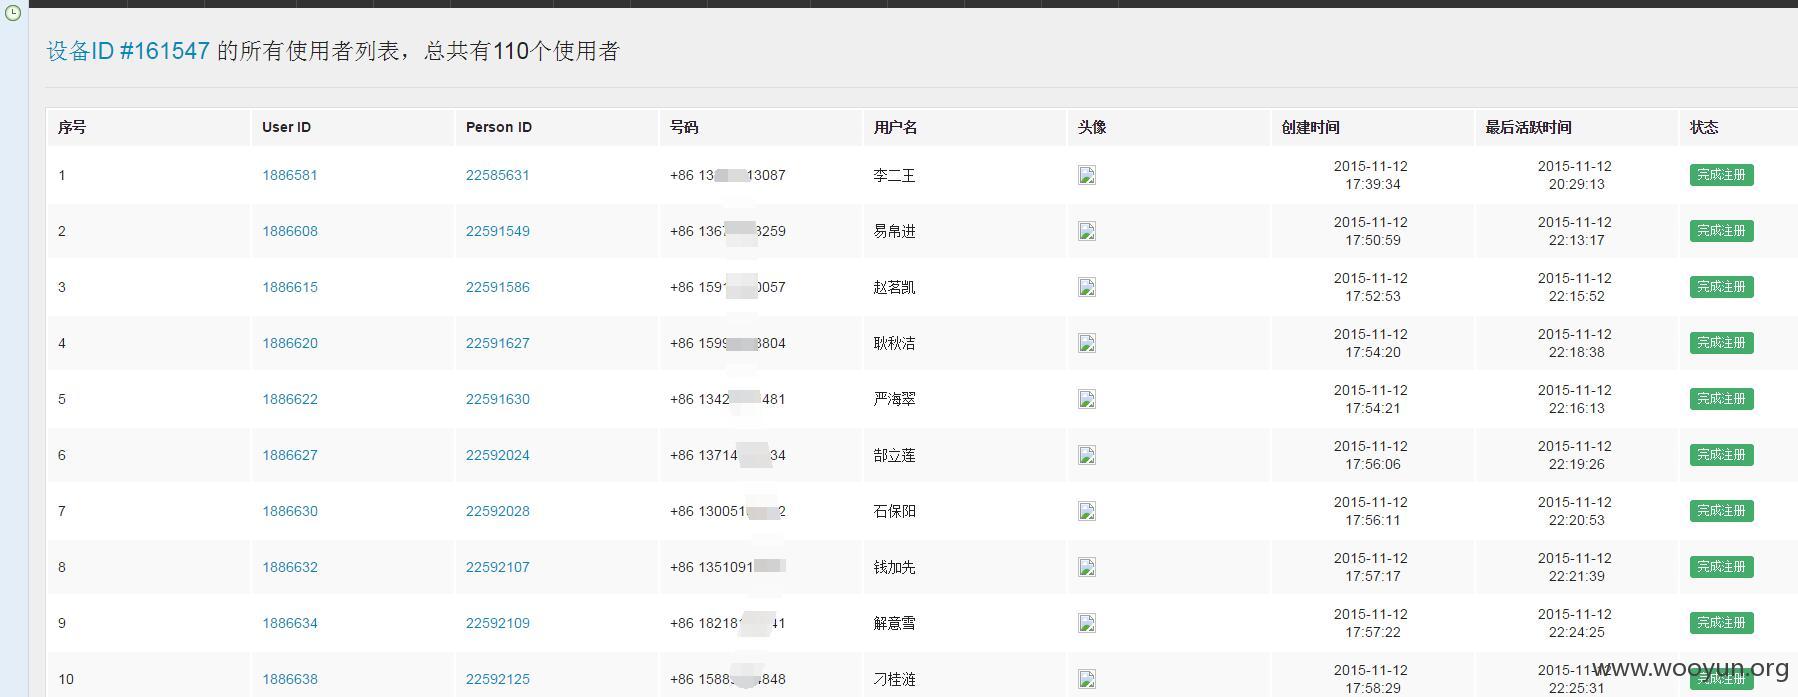 设备ID #161547 的所有使用者列表，总共有110个使用者
序号 User ID Person ID 号码 用户名 头像 创建时间 最后活跃时间 状态
1 1886581 22585631 +86 13 13087 李二王 2015-11-12 17:39:34 2015-11-12 20:29:13 完成注册
2 1886608 22591549 +86 136 3259 易帛进 2015-11-12 17:50:59 2015-11-12 22:13:17 完成注册
3 1886615 22591586 +86 159 0057 赵茗凯 2015-11-12 17:52:53 2015-11-12 22:15:52 完成注册
4 1886620 22591627 +86 1599 3804 耿秋洁 2015-11-12 17:54:20 2015-11-12 22:18:38 完成注册
5 1886622 22591630 +86 1342 481 严海翠 2015-11-12 17:54:21 2015-11-12 22:16:13 完成注册
6 1886627 22592024 +86 13714 34 郜立莲 2015-11-12 17:56:06 2015-11-12 22:19:26 完成注册
7 1886630 22592028 +86 130051 2 石保阳 2015-11-12 17:56:11 2015-11-12 22:20:53 完成注册
8 1886632 22592107 +86 1351091 钱加先 2015-11-12 17:57:17 2015-11-12 22:21:39 完成注册
9 1886634 22592109 +86 18218 41 解意雪 2015-11-12 17:57:22 2015-11-12 22:24:25 完成注册
10 1886638 22592125 +86 1588 4848 刁桂涟 2015-11-12 17:58:29 2015-11-12 22:25:31 完成注册
www.wooyun.org